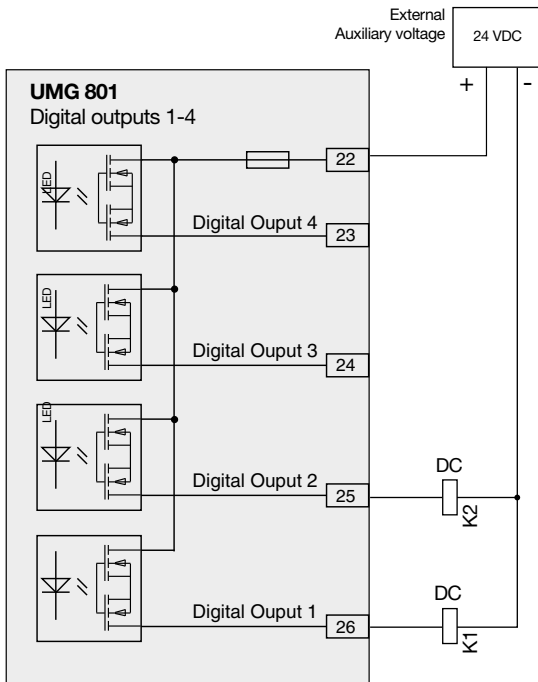 External
Auxiliary voltage
24 VDC
+ -
UMG 801
Digital outputs 1-4
LED
22
Digital Ouput 4
23
LED
Digital Ouput 3
24
LED
Digital Ouput 2
25
DC
K2
Digital Ouput 1
26
DC
K1